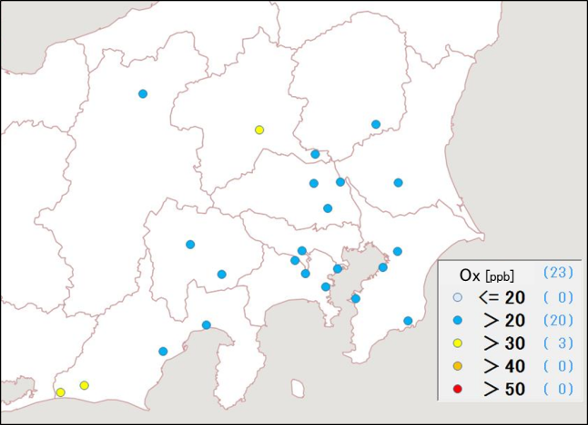 Ox [ppb] (23)
<= 20 ( 0)
> 20 (20)
> 30 ( 3)
> 40 ( 0)
> 50 ( 0)